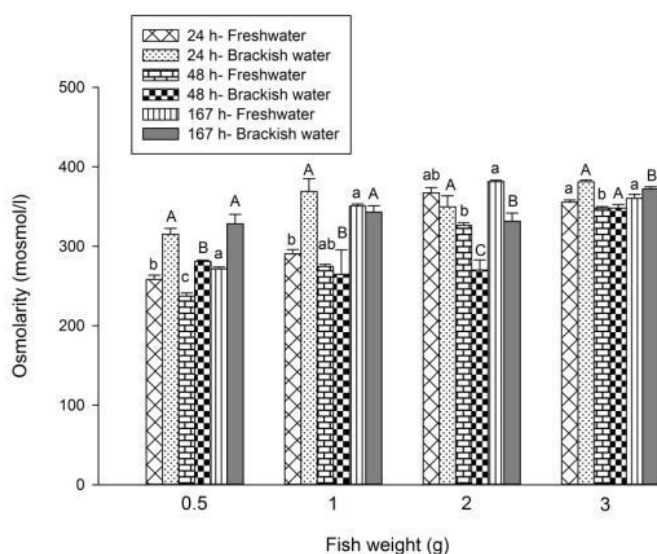 24 h- Freshwater
24 h- Brackish water
48 h- Freshwater
48 h- Brackish water
167 h- Freshwater
167 h- Brackish water
Osmolarity (mosmol/l)
500
400
300
200
100
0
b A c B a A
b A ab B a A
ab A b C a B
a A b A a B
0.5 1 2 3
Fish weight (g)